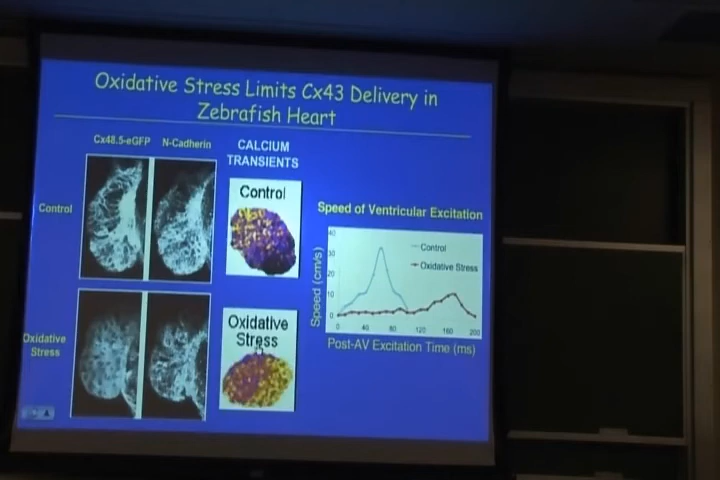 Oxidative Stress Limits Cx43 Delivery in
Zebrafish Heart
Cx48.5-eGFP N-Cadherin
CALCIUM
TRANSIENTS
Control
Control
Oxidative
Stress
Oxidative
Stress
Speed of Ventricular Excitation
Speed (cm/s)
40
30
20
10
0
Control
Oxidative Stress
0 40 80 120 160 200
Post-AV Excitation Time (ms)